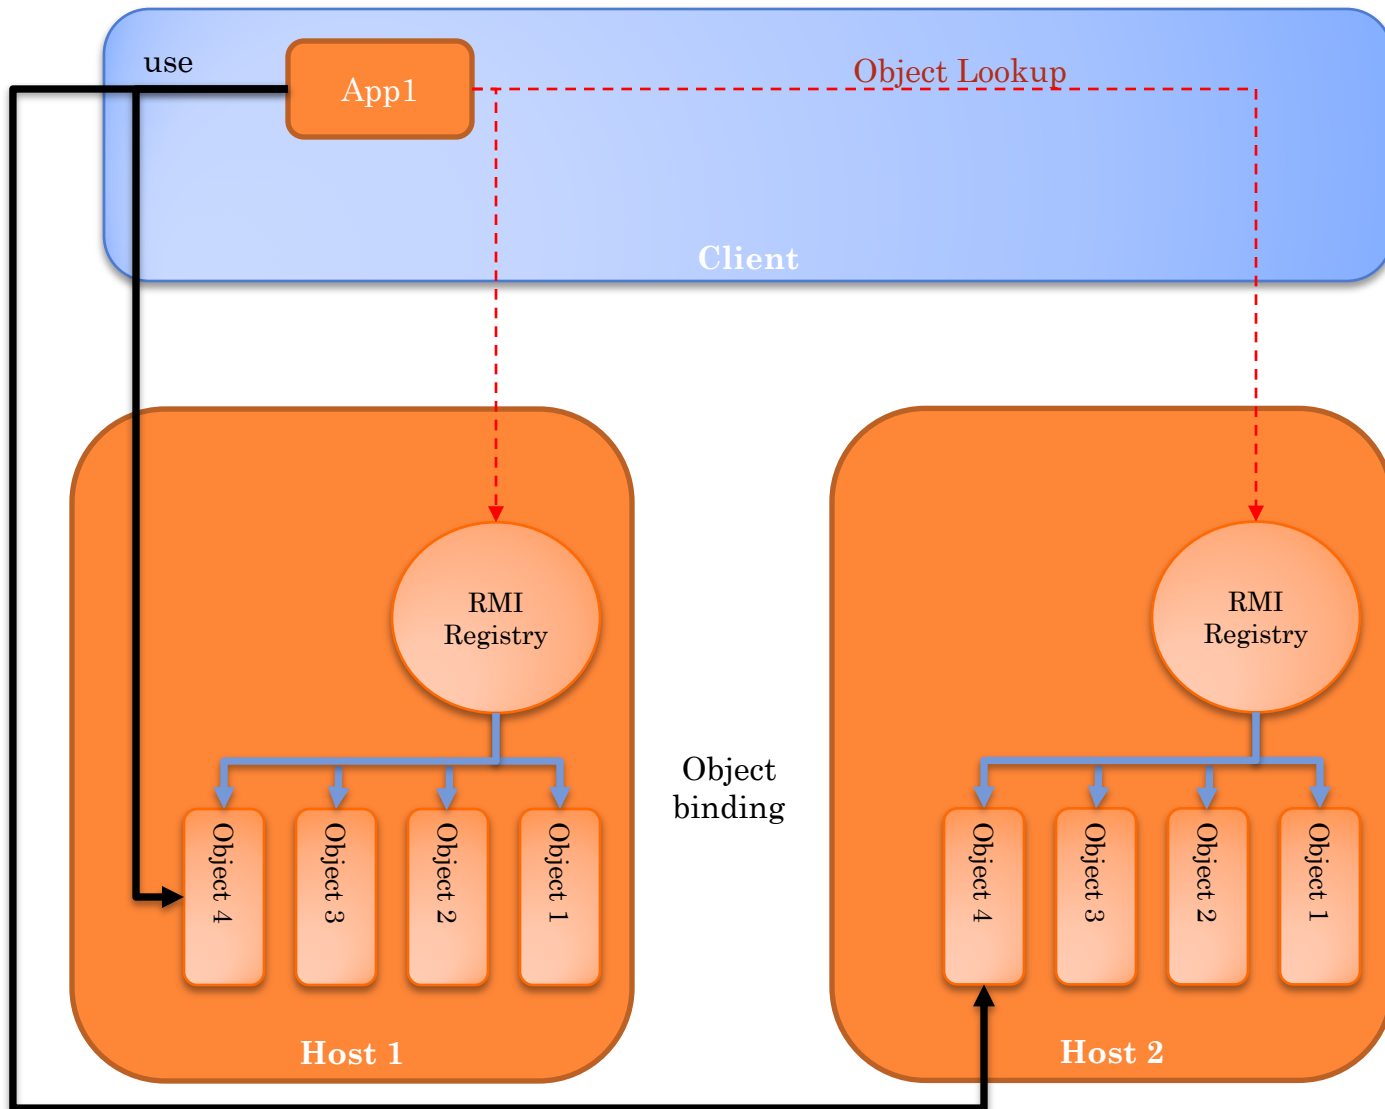 use
App1
Object Lookup
Client
RMI
Registry
RMI
Registry
Object
binding
Object 4
Object 3
Object 2
Object 1
Object 4
Object 3
Object 2
Object 1
Host 1
Host 2